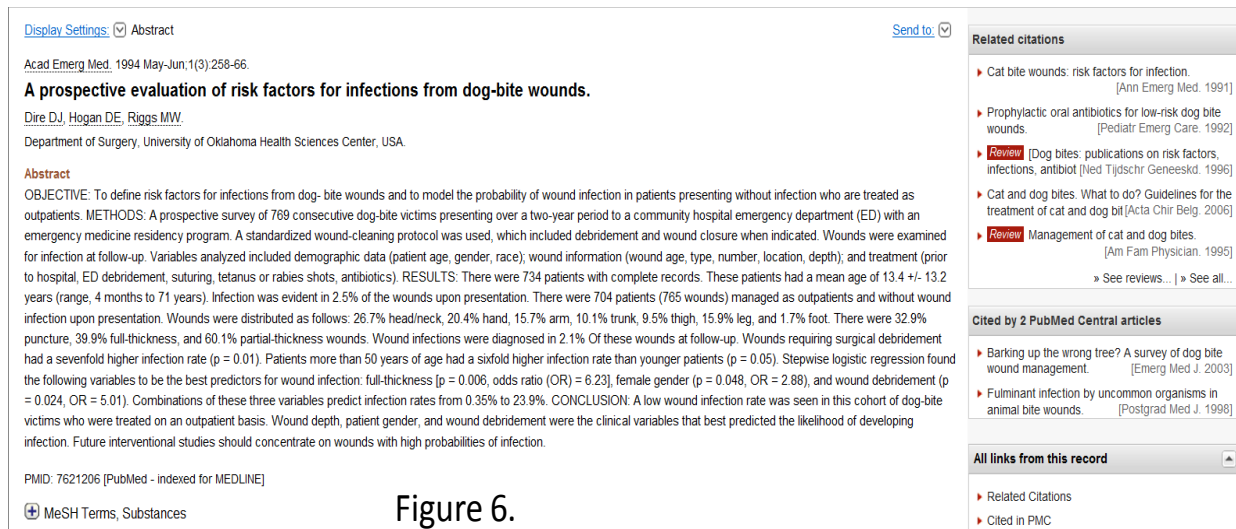 Display Settings: Abstract
Send to:
Acad Emerg Med. 1994 May-Jun;1(3):258-66.
A prospective evaluation of risk factors for infections from dog-bite wounds.
Dire DJ, Hogan DE, Riggs MW.
Department of Surgery, University of Oklahoma Health Sciences Center, USA.
Abstract
OBJECTIVE: To define risk factors for infections from dog- bite wounds and to model the probability of wound infection in patients presenting without infection who are treated as
outpatients. METHODS: A prospective survey of 769 consecutive dog-bite victims presenting over a two-year period to a community hospital emergency department (ED) with an
emergency medicine residency program. A standardized wound-cleaning protocol was used, which included debridement and wound closure when indicated. Wounds were examined
for infection at follow-up. Variables analyzed included demographic data (patient age, gender, race); wound information (wound age, type, number, location, depth); and treatment (prior
to hospital, ED debridement, suturing, tetanus or rabies shots, antibiotics). RESULTS: There were 734 patients with complete records. These patients had a mean age of 13.4 +/- 13.2
years (range, 4 months to 71 years). Infection was evident in 2.5% of the wounds upon presentation. There were 704 patients (765 wounds) managed as outpatients and without wound
infection upon presentation. Wounds were distributed as follows: 26.7% head/neck, 20.4% hand, 15.7% arm, 10.1% trunk, 9.5% thigh, 15.9% leg, and 1.7% foot. There were 32.9%
puncture, 39.9% full-thickness, and 60.1% partial-thickness wounds. Wound infections were diagnosed in 2.1% Of these wounds at follow-up. Wounds requiring surgical debridement
had a sevenfold higher infection rate (p = 0.01). Patients more than 50 years of age had a sixfold higher infection rate than younger patients (p = 0.05). Stepwise logistic regression found
the following variables to be the best predictors for wound infection: full-thickness [p = 0.006, odds ratio (OR) = 6.23], female gender (p = 0.048, OR = 2.88), and wound debridement (p
= 0.024, OR = 5.01). Combinations of these three variables predict infection rates from 0.35% to 23.9%. CONCLUSION: A low wound infection rate was seen in this cohort of dog-bite
victims who were treated on an outpatient basis. Wound depth, patient gender, and wound debridement were the clinical variables that best predicted the likelihood of developing
infection. Future interventional studies should concentrate on wounds with high probabilities of infection.
PMID: 7621206 [PubMed - indexed for MEDLINE]
MeSH Terms, Substances
Figure 6.
Related citations
Cat bite wounds: risk factors for infection.
[Ann Emerg Med. 1991]
Prophylactic oral antibiotics for low-risk dog bite
wounds. [Pediatr Emerg Care. 1992]
Review [Dog bites: publications on risk factors,
infections, antibiot [Ned Tijdschr Geneeskd. 1996]
Cat and dog bites. What to do? Guidelines for the
treatment of cat and dog bit [Acta Chir Belg. 2006]
Review Management of cat and dog bites.
[Am Fam Physician. 1995]
» See reviews... | » See all...
Cited by 2 PubMed Central articles
Barking up the wrong tree? A survey of dog bite
wound management. [Emerg Med J. 2003]
Fulminant infection by uncommon organisms in
animal bite wounds. [Postgrad Med J. 1998]
All links from this record
Related Citations
Cited in PMC